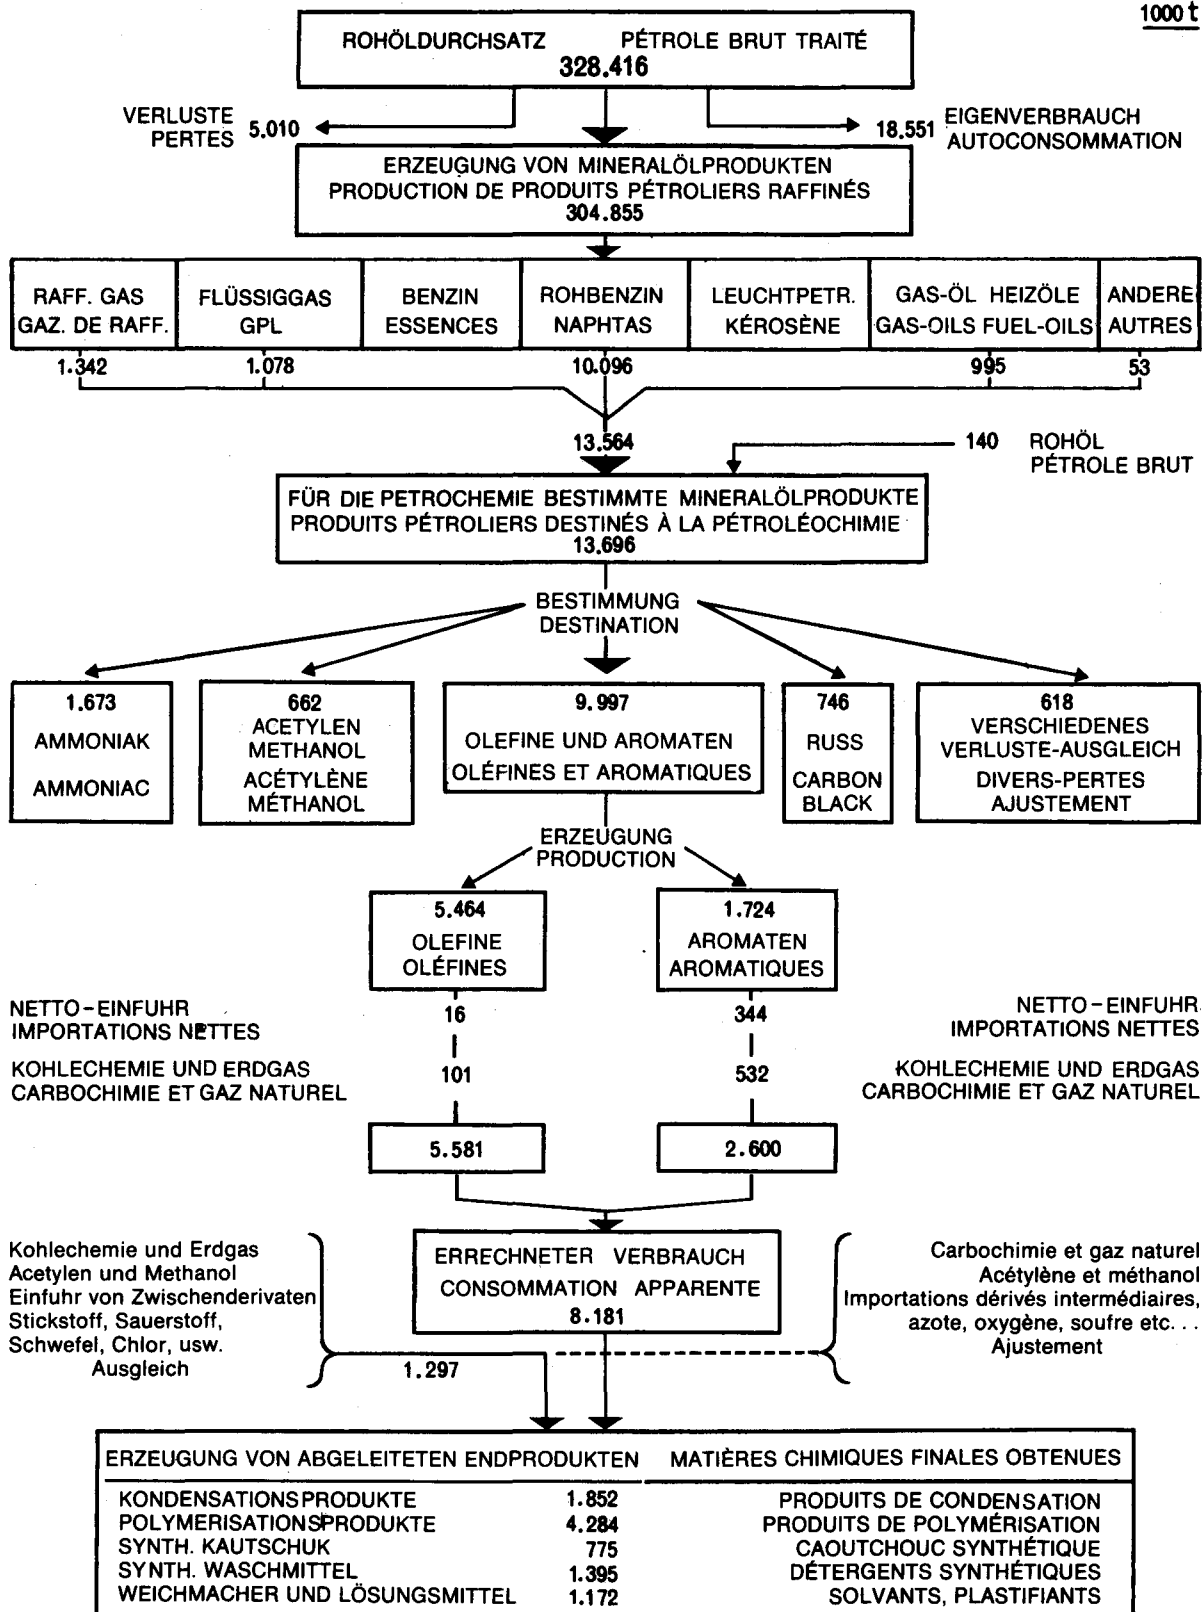 1000 t
ROHÖLDURCHSATZ PÉTROLE BRUT TRAITÉ
328.416
VERLUSTE
PERTES 5.010
18.551 EIGENVERBRAUCH
AUTOCONSOMMATION
ERZEUGUNG VON MINERALÖLPRODUKTEN
PRODUCTION DE PRODUITS PÉTROLIERS RAFFINÉS
304.855
RAFF. GAS
GAZ. DE RAFF.
FLÜSSIGGAS
GPL
BENZIN
ESSENCES
ROHBENZIN
NAPHTAS
LEUCHTPETR.
KÉROSÈNE
GAS-ÖL HEIZÖLE
GAS-OILS FUEL-OILS
ANDERE
AUTRES
1.342 1.078 10.096 995 53
13.564
140 ROHÖL
PÉTROLE BRUT
FÜR DIE PETROCHEMIE BESTIMMTE MINERALÖLPRODUKTE
PRODUITS PÉTROLIERS DESTINÉS À LA PÉTROLÉOCHIMIE
13.696
BESTIMMUNG
DESTINATION
1.673
AMMONIAK
AMMONIAC
662
ACETYLEN
METHANOL
ACÉTYLÈNE
MÉTHANOL
9.997
OLEFINE UND AROMATEN
OLÉFINES ET AROMATIQUES
746
RUSS
CARBON
BLACK
618
VERSCHIEDENES
VERLUSTE-AUSGLEICH
DIVERS-PERTES
AJUSTEMENT
ERZEUGUNG
PRODUCTION
5.464
OLEFINE
OLÉFINES
1.724
AROMATEN
AROMATIQUES
NETTO-EINFUHR
IMPORTATIONS NETTES
16
344
NETTO-EINFUHR
IMPORTATIONS NETTES
KOHLECHEMIE UND ERDGAS
CARBOCHIMIE ET GAZ NATUREL
101
532
KOHLECHEMIE UND ERDGAS
CARBOCHIMIE ET GAZ NATUREL
5.581
2.600
ERRECHNETER VERBRAUCH
CONSOMMATION APPARENTE
8.181
Kohlechemie und Erdgas
Acetylen und Methanol
Einfuhr von Zwischenderivaten
Stickstoff, Sauerstoff,
Schwefel, Chlor, usw.
Ausgleich
1.297
Carbochimie et gaz naturel
Acétylène et méthanol
Importations dérivés intermédiaires,
azote, oxygène, soufre etc...
Ajustement
ERZEUGUNG VON ABGELEITETEN ENDPRODUKTEN MATIÈRES CHIMIQUES FINALES OBTENUES
KONDENSATIONSPRODUKTE 1.852 PRODUITS DE CONDENSATION
POLYMERISATIONSPRODUKTE 4.284 PRODUITS DE POLYMÉRISATION
SYNTH. KAUTSCHUK 775 CAOUTCHOUC SYNTHÉTIQUE
SYNTH. WASCHMITTEL 1.395 DÉTERGENTS SYNTHÉTIQUES
WEICHMACHER UND LÖSUNGSMITTEL 1.172 SOLVANTS, PLASTIFIANTS